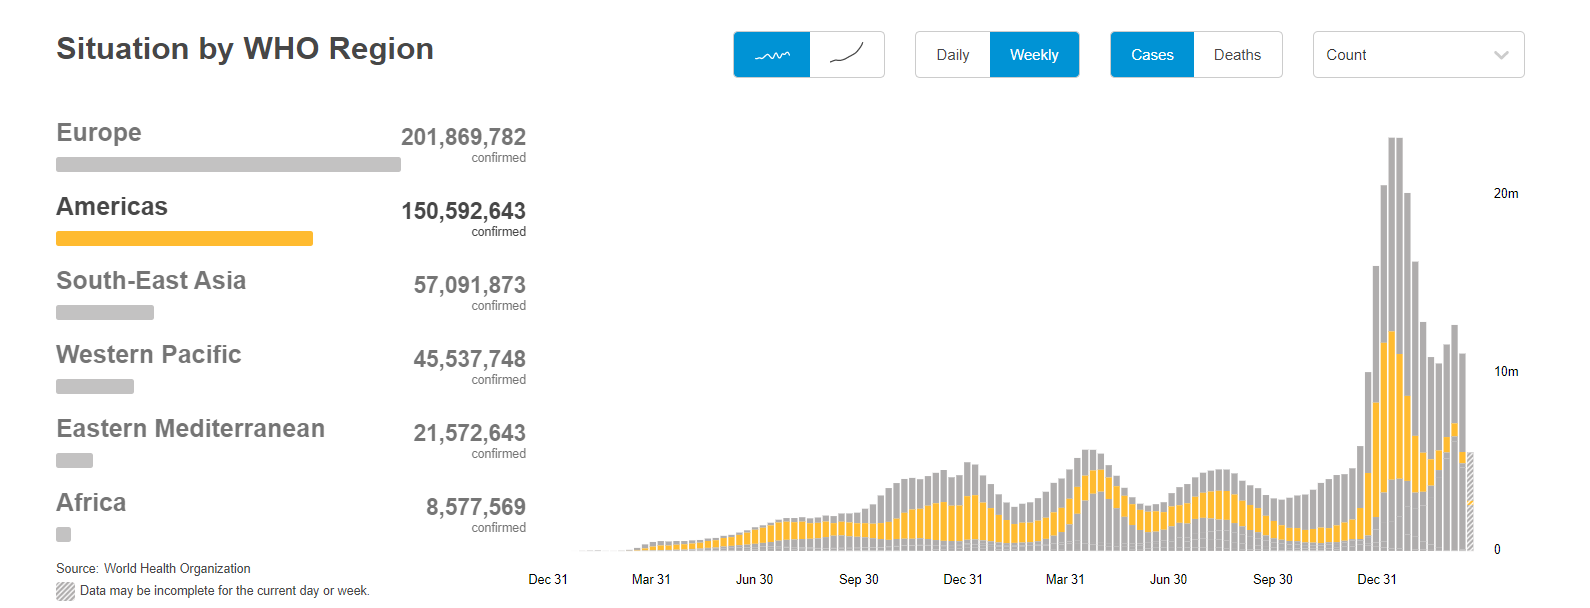 Situation by WHO Region
Daily
Weekly
Cases
Deaths
Count
Europe
201,869,782
confirmed
Americas
150,592,643
confirmed
South-East Asia
57,091,873
confirmed
Western Pacific
45,537,748
confirmed
Eastern Mediterranean
21,572,643
confirmed
Africa
8,577,569
confirmed
Source: World Health Organization
Data may be incomplete for the current day or week.
20m
10m
0
Dec 31
Mar 31
Jun 30
Sep 30
Dec 31
Mar 31
Jun 30
Sep 30
Dec 31